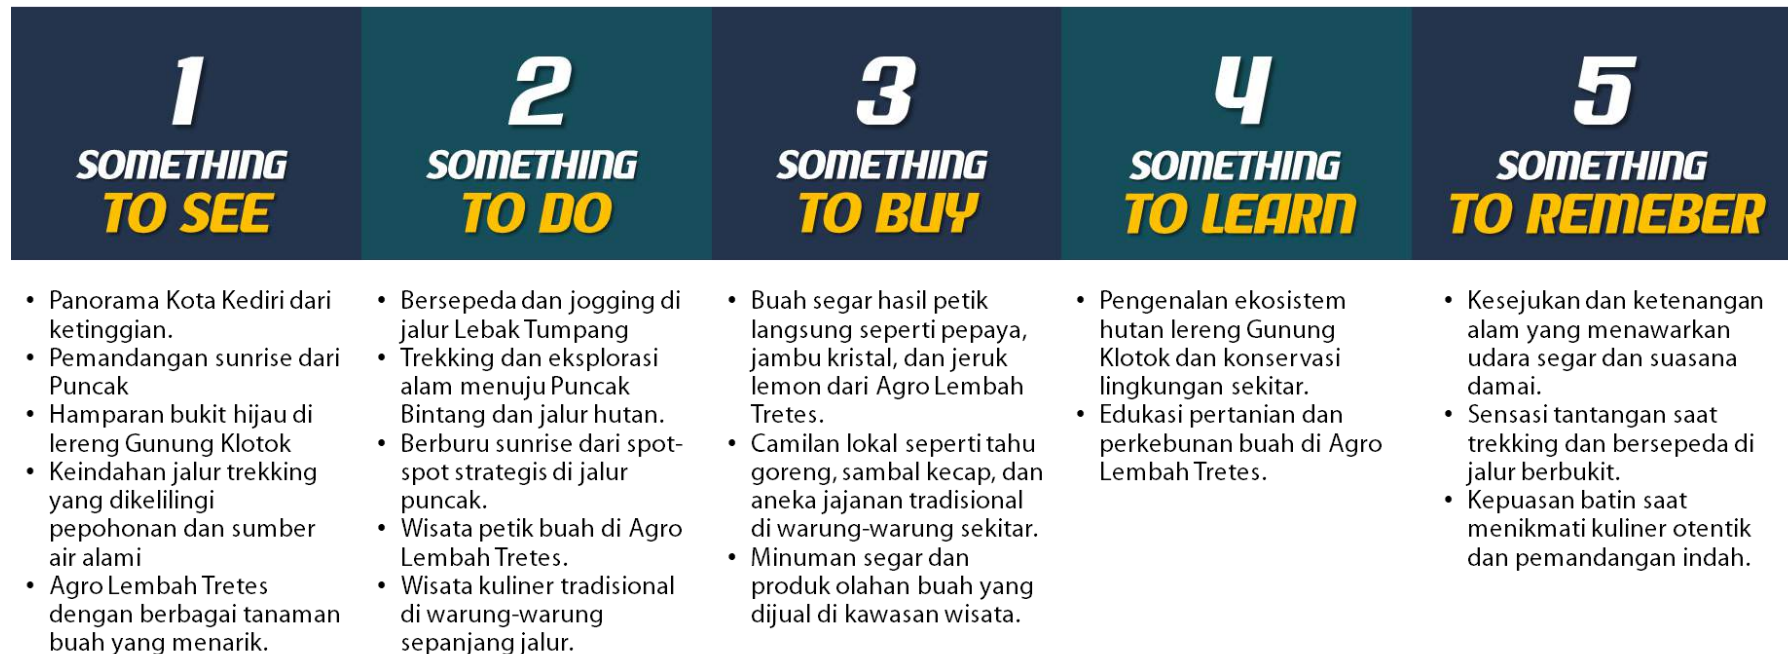 1
SOMETHING
TO SEE
• Panorama Kota Kediri dari
ketinggian.
• Pemandangan sunrise dari
Puncak
• Hamparan bukit hijau di
lereng Gunung Klotok
• Keindahan jalur trekking
yang dikelilingi
pepohonan dan sumber
air alami
• Agro Lembah Tretes
dengan berbagai tanaman
buah yang menarik.
2
SOMETHING
TO DO
• Bersepeda dan jogging di
jalur Lebak Tumpang
• Trekking dan eksplorasi
alam menuju Puncak
Bintang dan jalur hutan.
• Berburu sunrise dari spot-
spot strategis di jalur
puncak.
• Wisata petik buah di Agro
Lembah Tretes.
• Wisata kuliner tradisional
di warung-warung
sepanjang jalur.
3
SOMETHING
TO BUY
• Buah segar hasil petik
langsung seperti pepaya,
jambu kristal, dan jeruk
lemon dari Agro Lembah
Tretes.
• Camilan lokal seperti tahu
goreng, sambal kecap, dan
aneka jajanan tradisional
di warung-warung sekitar.
• Minuman segar dan
produk olahan buah yang
dijual di kawasan wisata.
4
SOMETHING
TO LEARN
• Pengenalan ekosistem
hutan lereng Gunung
Klotok dan konservasi
lingkungan sekitar.
• Edukasi pertanian dan
perkebunan buah di Agro
Lembah Tretes.
5
SOMETHING
TO REMEBER
• Kesejukan dan ketenangan
alam yang menawarkan
udara segar dan suasana
damai.
• Sensasi tantangan saat
trekking dan bersepeda di
jalur berbukit.
• Kepuasan batin saat
menikmati kuliner otentik
dan pemandangan indah.